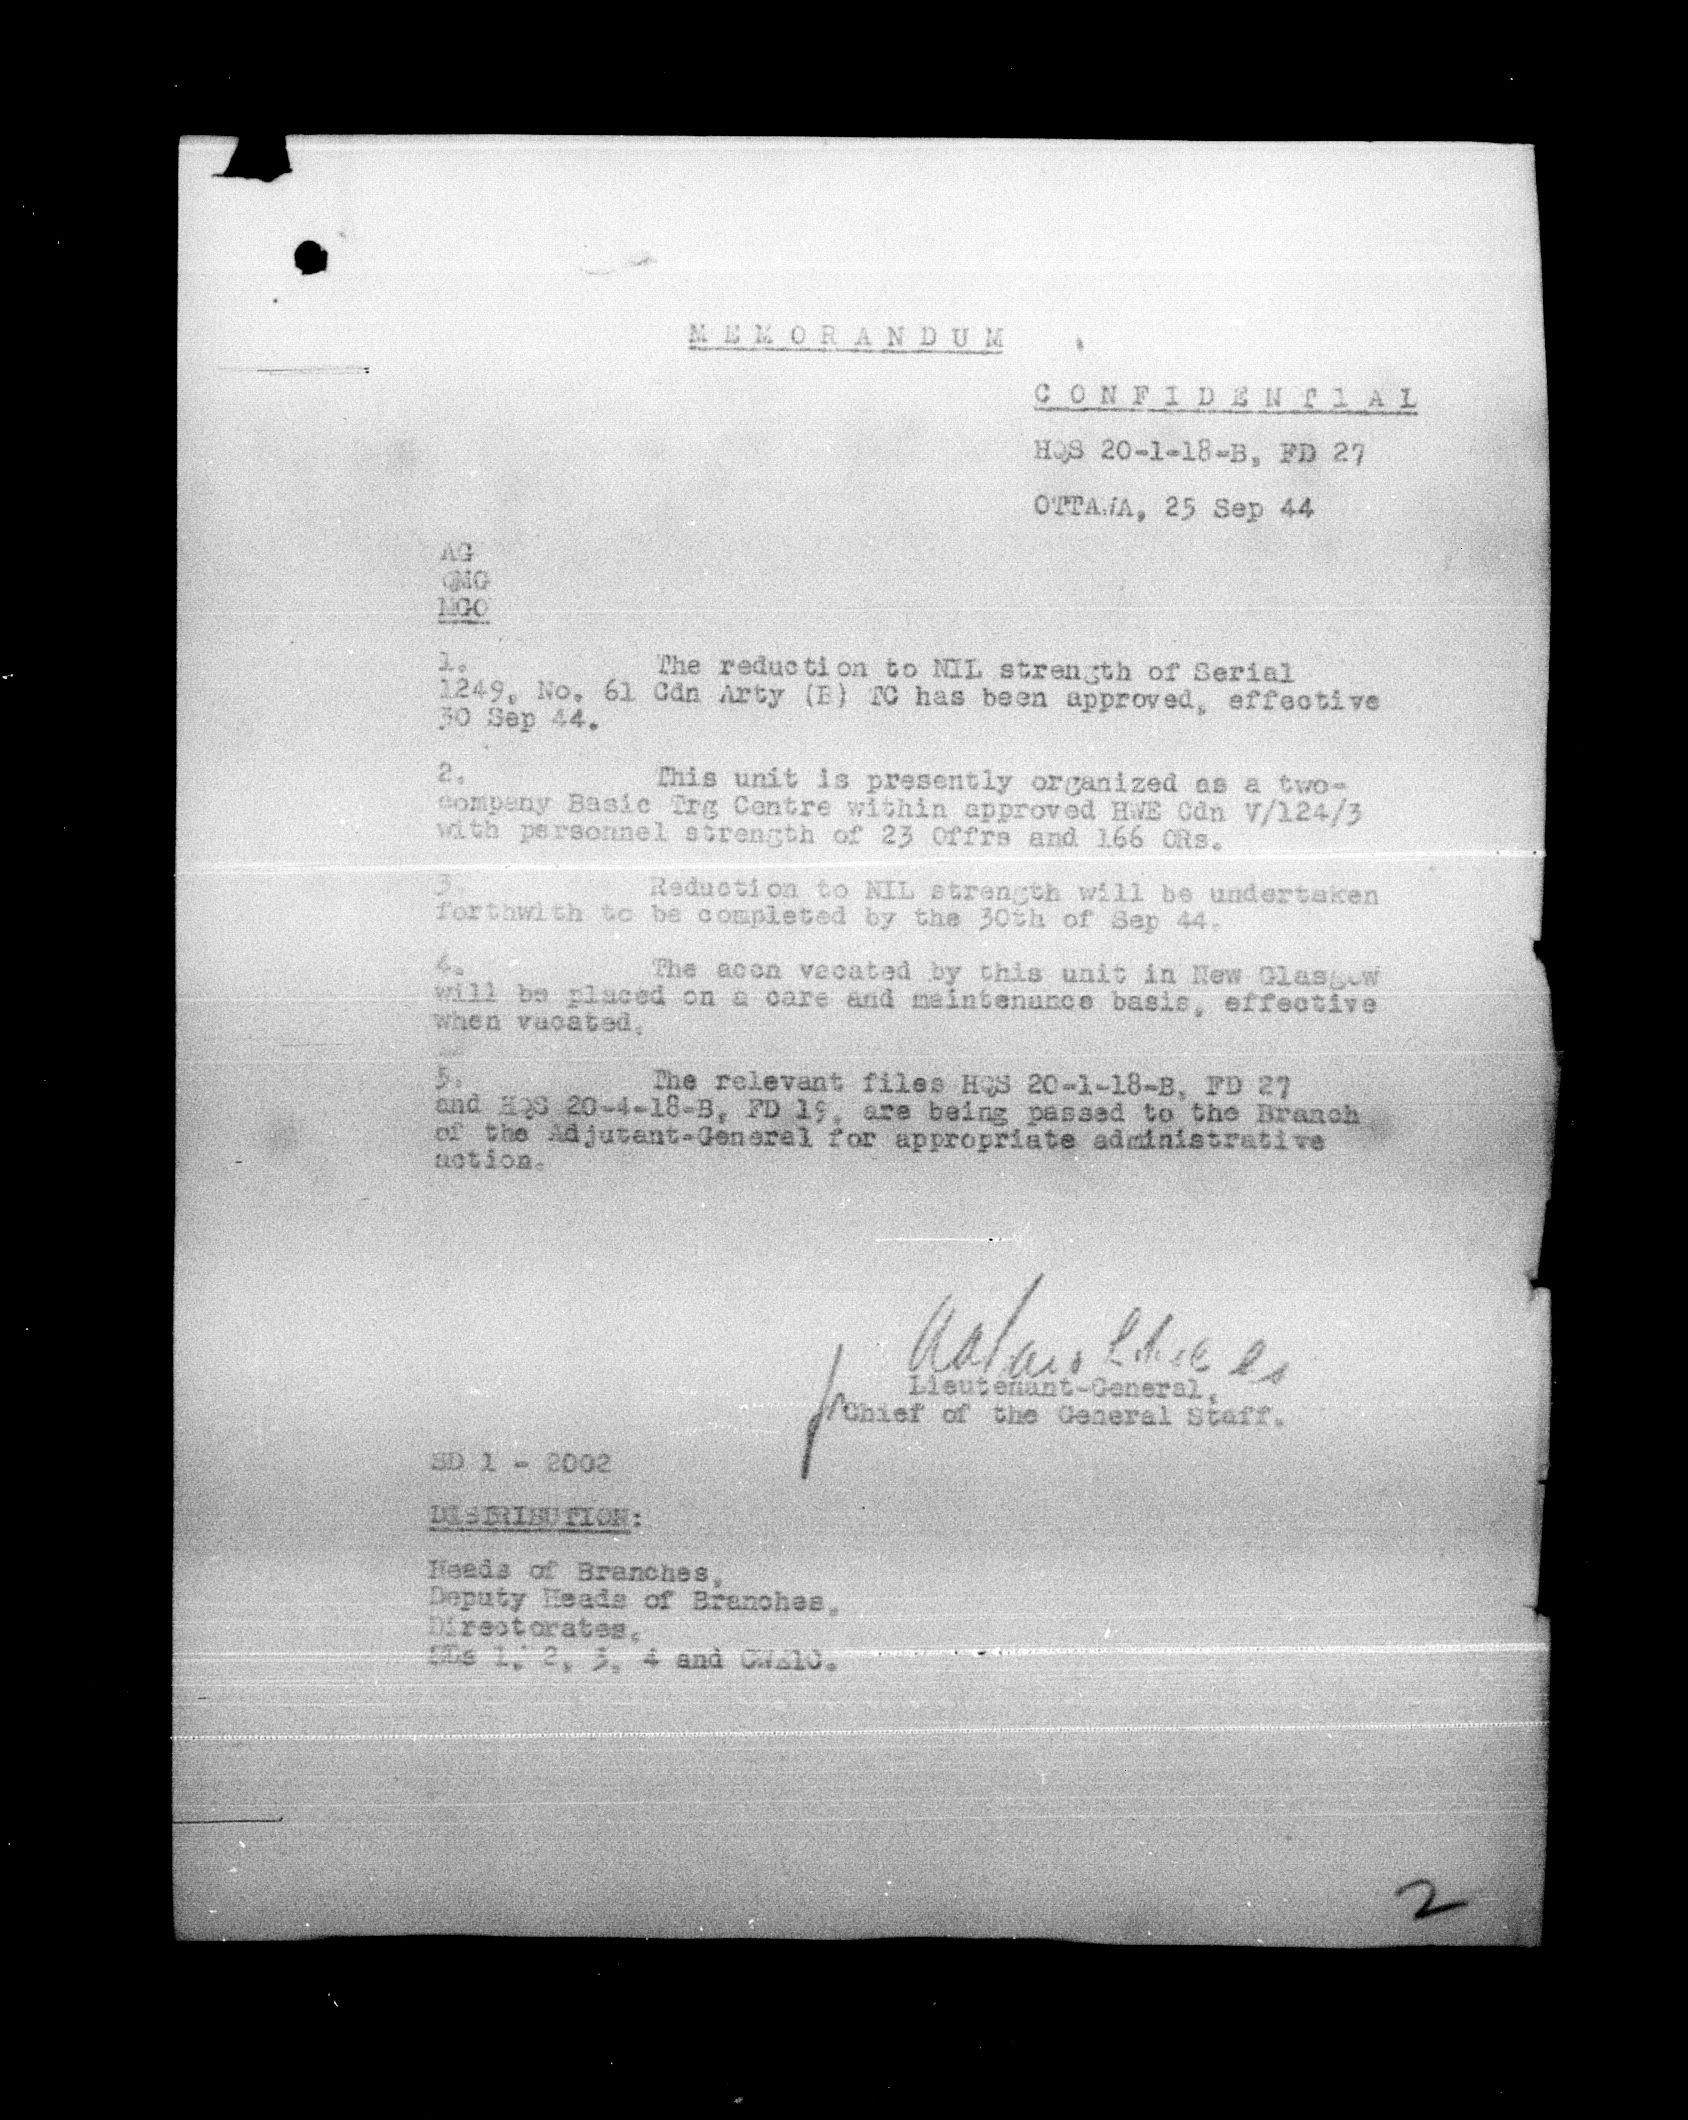 MEMORANDUM
CONFIDENTIAL
HQS 20-1-18-B, FD 27
OTTAWA, 25 Sep 44
AG
QMG
MGO
1. The reduction to NIL strength of Serial
1249, No. 61 Cdn Arty (B) TC has been approved, effective
30 Sep 44.
2. This unit is presently organized as a two-
company Basic Trg Centre within approved HWE Cdn V/124/3
with personnel strength of 23 Offrs and 166 ORs.
3. Reduction to NIL strength will be undertaken
forthwith to be completed by the 30th of Sep 44.
4. The accn vacated by this unit in New Glasgow
will be placed on a care and maintenance basis, effective
when vacated.
5. The relevant files HQS 20-1-18-B, FD 27
and HQS 20-4-18-B, FD 19, are being passed to the Branch
of the Adjutant-General for appropriate administrative
action.
Lieutenant-General,
for Chief of the General Staff.
SD 1 - 2002
DISTRIBUTION:
Heads of Branches,
Deputy Heads of Branches,
Directorates,
1, 2, 3, 4 and
2